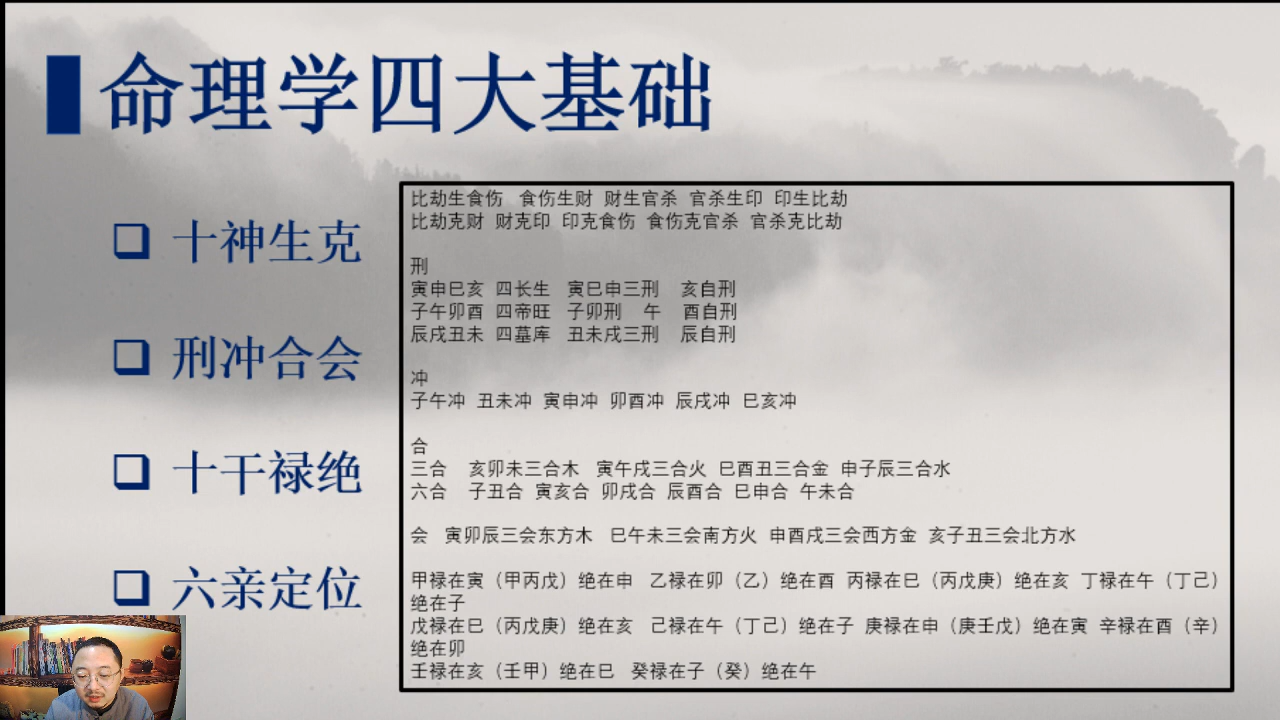 命理学四大基础
十神生克
刑冲合会
十干禄绝
六亲定位
比劫生食伤 食伤生财 财生官杀 官杀生印 印生比劫
比劫克财 财克印 印克食伤 食伤克官杀 官杀克比劫
刑
寅申巳亥 四长生 寅巳申三刑 亥自刑
子午卯酉 四帝旺 子卯刑 午 酉自刑
辰戌丑未 四墓库 丑未戌三刑 辰自刑
冲
子午冲 丑未冲 寅申冲 卯酉冲 辰戌冲 巳亥冲
合
三合 亥卯未三合木 寅午戌三合火 巳酉丑三合金 申子辰三合水
六合 子丑合 寅亥合 卯戌合 辰酉合 巳申合 午未合
会 寅卯辰三会东方木 巳午未三会南方火 申酉戌三会西方金 亥子丑三会北方水
甲禄在寅（甲丙戊）绝在申 乙禄在卯（乙）绝在酉 丙禄在巳（丙戊庚）绝在亥 丁禄在午（丁己）
绝在子
戊禄在巳（丙戊庚）绝在亥 己禄在午（丁己）绝在子 庚禄在申（庚壬戊）绝在寅 辛禄在酉（辛）
绝在卯
壬禄在亥（壬甲）绝在巳 癸禄在子（癸）绝在午